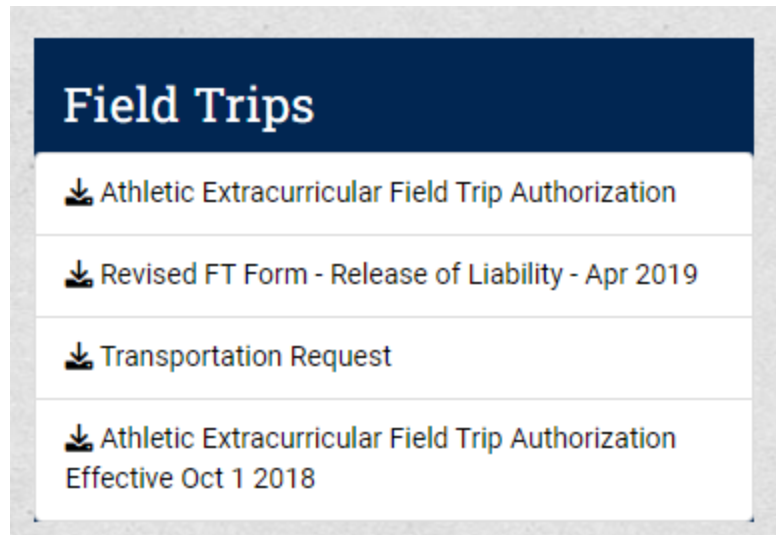 Field Trips
Athletic Extracurricular Field Trip Authorization
Revised FT Form - Release of Liability - Apr 2019
Transportation Request
Athletic Extracurricular Field Trip Authorization
Effective Oct 1 2018